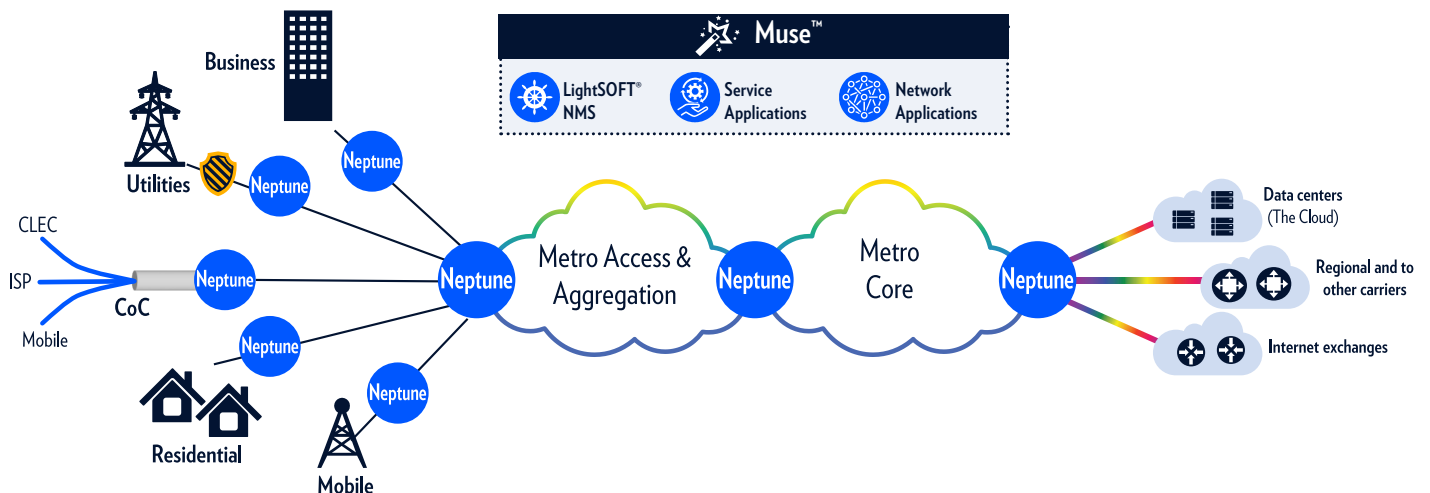 Muse™
LightSOFT®
NMS
Service
Applications
Network
Applications
Business
Neptune
Utilities
Neptune
CLEC
ISP
Mobile
CoC
Neptune
Neptune
Residential
Neptune
Mobile
Neptune
Metro Access &
Aggregation
Neptune
Metro
Core
Neptune
Data centers
(The Cloud)
Regional and to
other carriers
Internet exchanges